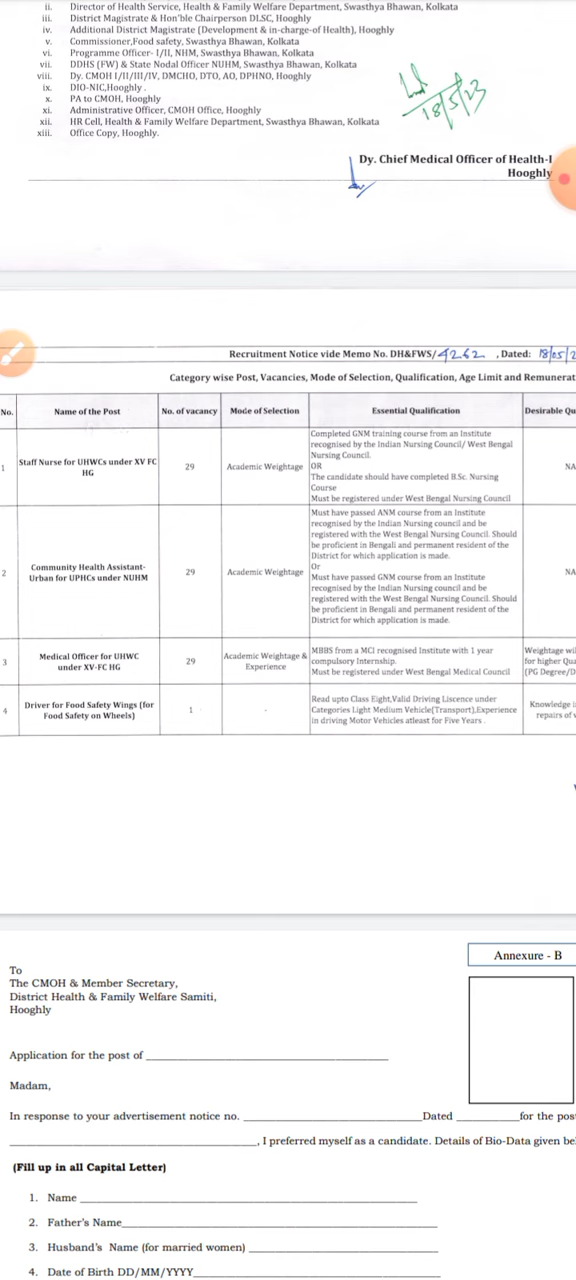 ii. Director of Health Service, Health & Family Welfare Department, Swasthya Bhawan, Kolkata
iii. District Magistrate & Hon'ble Chairperson DLSC, Hooghly
iv. Additional District Magistrate (Development & in-charge-of Health), Hooghly
v. Commissioner,Food safety, Swasthya Bhawan, Kolkata
vi. Programme Officer- I/II, NHM, Swasthya Bhawan, Kolkata
vii. DDHS (FW) & State Nodal Officer NUHM, Swasthya Bhawan, Kolkata
viii. Dy. CMOH I/II/III/IV, DMCHO, DTO, AO, DPHNO, Hooghly
ix. DIO-NIC,Hooghly .
x. PA to CMOH, Hooghly
xi. Administrative Officer, CMOH Office, Hooghly
xii. HR Cell, Health & Family Welfare Department, Swasthya Bhawan, Kolkata
xiii. Office Copy, Hooghly.
18/5/23
Dy. Chief Medical Officer of Health-I
Hooghly
Recruitment Notice vide Memo No. DH&FWS/4262 , Dated: 18/05/2
Category wise Post, Vacancies, Mode of Selection, Qualification, Age Limit and Remunerat
No. Name of the Post No. of vacancy Mode of Selection Essential Qualification Desirable Qu
Completed GNM training course from an Institute
recognised by the Indian Nursing Council/ West Bengal
Nursing Council.
1 Staff Nurse for UHWCs under XV FC HG 29 Academic Weightage OR NA
The candidate should have completed B.Sc. Nursing
Course
Must be registered under West Bengal Nursing Council
Must have passed ANM course from an Institute
recognised by the Indian Nursing council and be
registered with the West Bengal Nursing Council. Should
be proficient in Bengali and permanent resident of the
District for which application is made.
2 Community Health Assistant- Urban for UPHCs under NUHM 29 Academic Weightage Or NA
Must have passed GNM course from an Institute
recognised by the Indian Nursing council and be
registered with the West Bengal Nursing Council. Should
be proficient in Bengali and permanent resident of the
District for which application is made.
3 Medical Officer for UHWC under XV-FC HG 29 Academic Weightage & Experience
MBBS from a MCI recognised Institute with 1 year
compulsory Internship.
Must be registered under West Bengal Medical Council
Weightage wi
for higher Qua
(PG Degree/D
4 Driver for Food Safety Wings (for Food Safety on Wheels) 1 -
Read upto Class Eight,Valid Driving Liscence under
Categories Light Medium Vehicle(Transport),Experience
in driving Motor Vehicles atleast for Five Years .
Knowledge i
repairs of v
Annexure - B
To
The CMOH & Member Secretary,
District Health & Family Welfare Samiti,
Hooghly
Application for the post of
Madam,
In response to your advertisement notice no. Dated for the pos
, I preferred myself as a candidate. Details of Bio-Data given be
(Fill up in all Capital Letter)
1. Name
2. Father's Name
3. Husband's Name (for married women)
4. Date of Birth DD/MM/YYYY